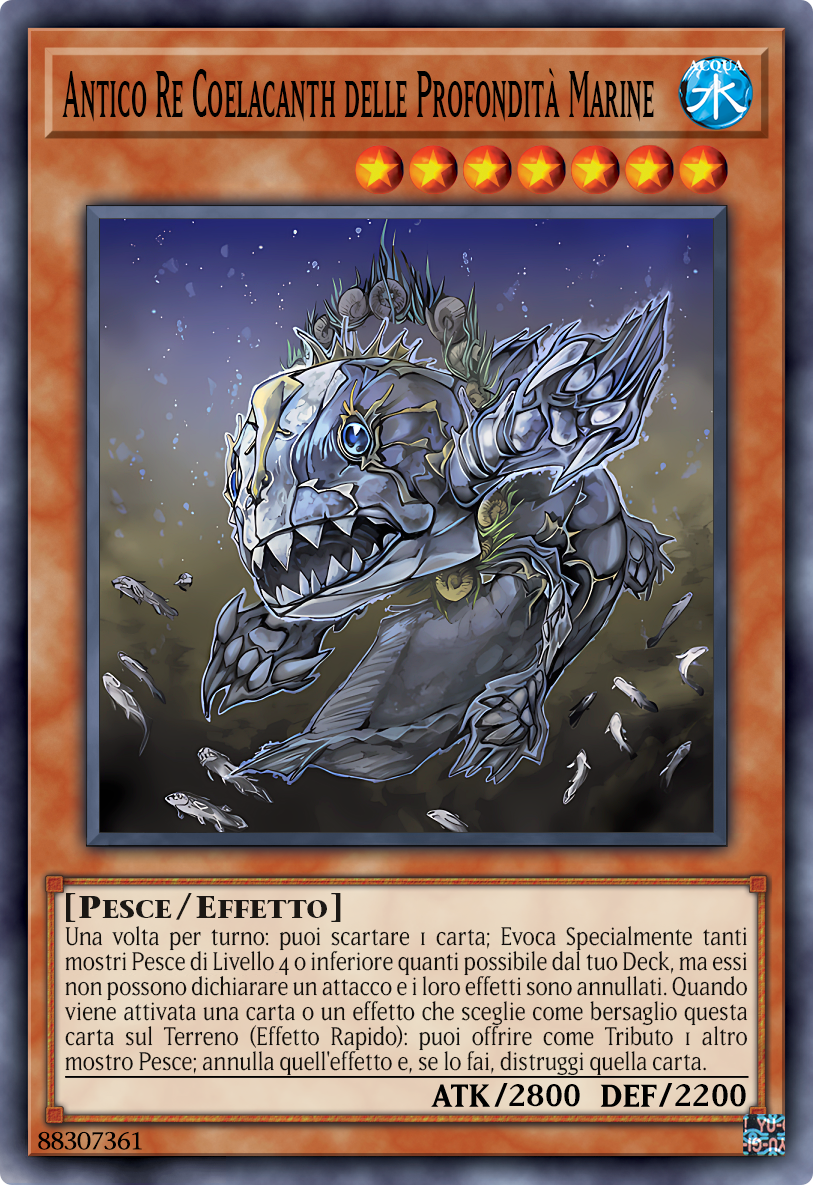 Antico Re Coelacanth delle Profondità Marine
ACQUA
水
[Pesce/Effetto]
Una volta per turno: puoi scartare 1 carta; Evoca Specialmente tanti
mostri Pesce di Livello 4 o inferiore quanti possibile dal tuo Deck, ma essi
non possono dichiarare un attacco e i loro effetti sono annullati. Quando
viene attivata una carta o un effetto che sceglie come bersaglio questa
carta sul Terreno (Effetto Rapido): puoi offrire come Tributo 1 altro
mostro Pesce; annulla quell'effetto e, se lo fai, distruggi quella carta.
ATK/2800 DEF/2200
88307361